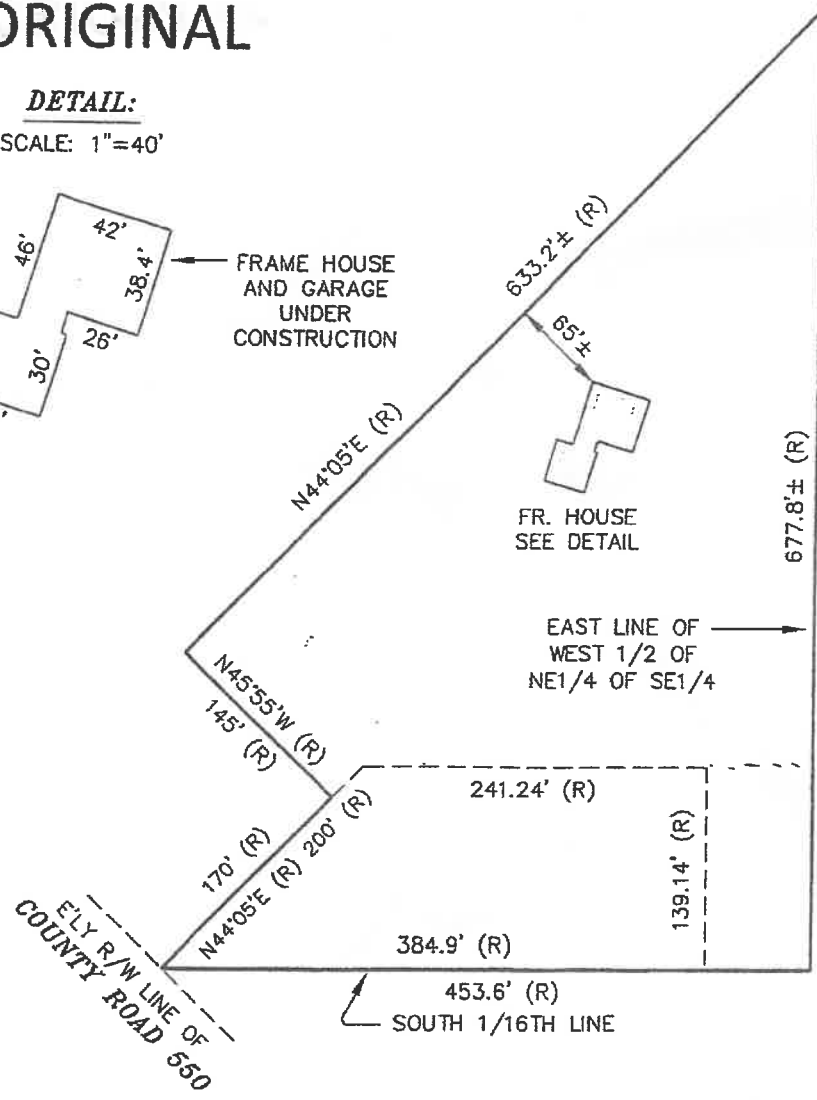 ORIGINAL
DETAIL:
SCALE: 1"=40'
46'
42'
38.4'
26'
30'
FRAME HOUSE
AND GARAGE
UNDER
CONSTRUCTION
633.2'± (R)
65'±
N44°05'E (R)
FR. HOUSE
SEE DETAIL
677.8'± (R)
EAST LINE OF
WEST 1/2 OF
NE1/4 OF SE1/4
N45°55'W (R)
145' (R)
241.24' (R)
139.14' (R)
170' (R)
N44°05'E (R) 200' (R)
384.9' (R)
453.6' (R)
SOUTH 1/16TH LINE
E'LY R/W LINE OF
COUNTY ROAD 550